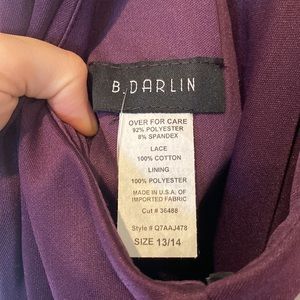 B. DARLIN
OVER FOR CARE
92% POLYESTER
8% SPANDEX
LACE
100% COTTON
LINING
100% POLYESTER
MADE IN U.S.A. OF
IMPORTED FABRIC
Cut # 36488
Style # Q7AAJ478
SIZE 13/14